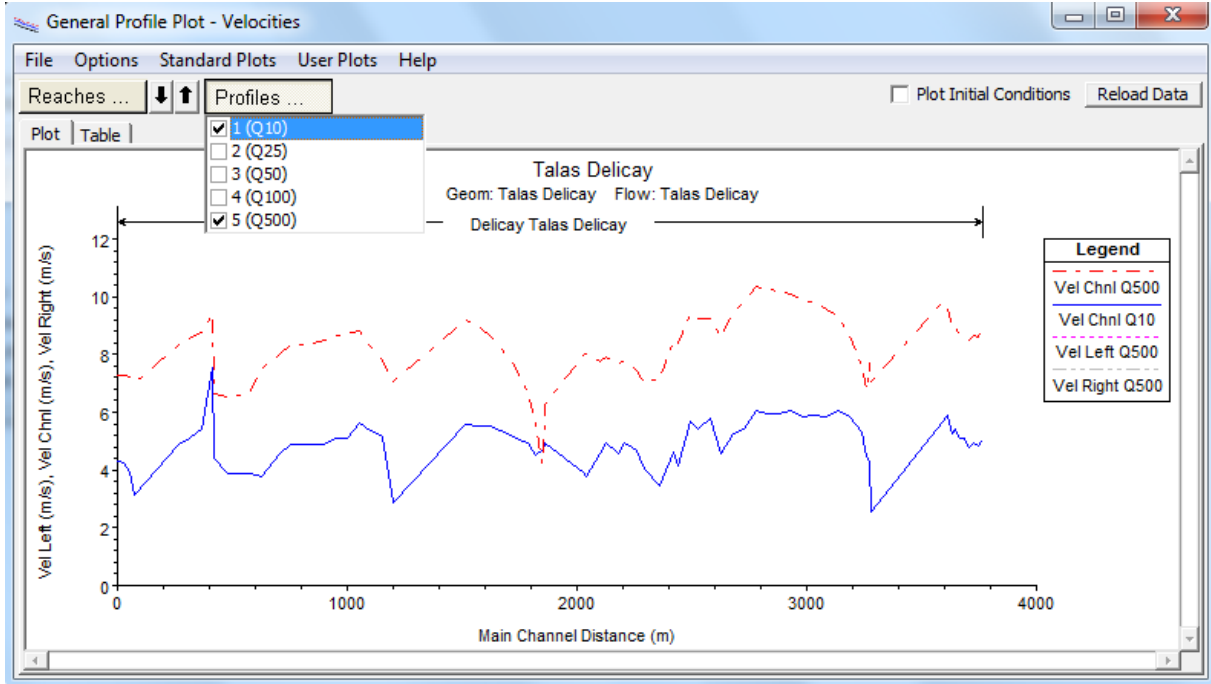 General Profile Plot - Velocities
File Options Standard Plots User Plots Help
Reaches ... Profiles ... Plot Initial Conditions Reload Data
Plot Table
1 (Q10)
2 (Q25)
3 (Q50)
4 (Q100)
5 (Q500)
Talas Delicay
Geom: Talas Delicay Flow: Talas Delicay
Delicay Talas Delicay
Vel Left (m/s), Vel Chnl (m/s), Vel Right (m/s)
12
10
8
6
4
2
0
0 1000 2000 3000 4000
Main Channel Distance (m)
Legend
Vel Chnl Q500
Vel Chnl Q10
Vel Left Q500
Vel Right Q500